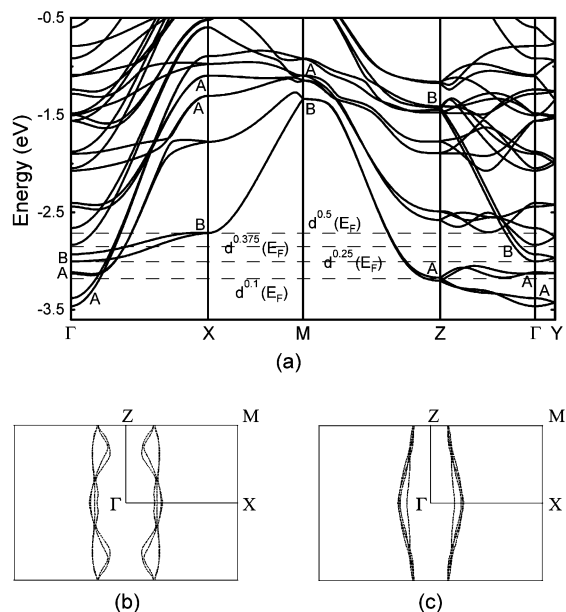 -0.5
-1.5
-2.5
-3.5
Energy (eV)
A
A
A
B
B
d^0.5(E_F)
B
B
d^0.375(E_F)
B
A
d^0.25(E_F)
A
A
A
A
d^0.1(E_F)
Γ X M Z Γ Y
(a)
Z M
Γ X
(b)
Z M
Γ X
(c)